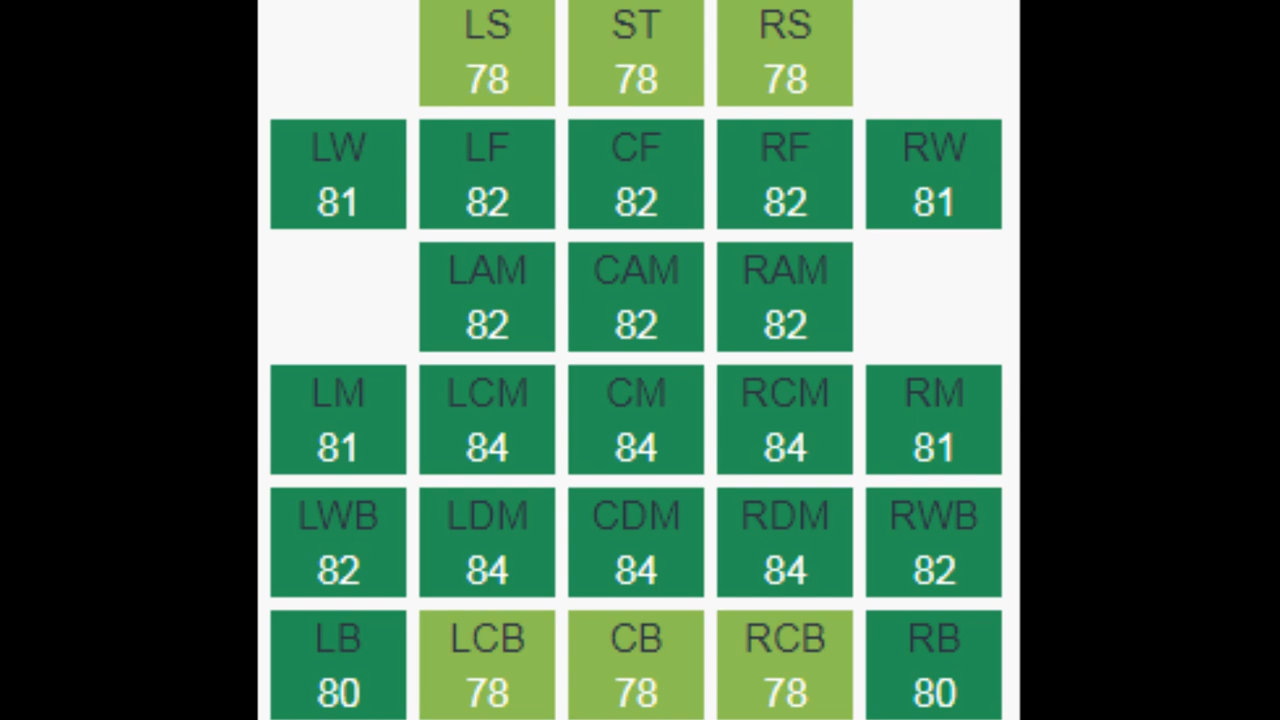 LS ST RS
78 78 78
LW LF CF RF RW
81 82 82 82 81
LAM CAM RAM
82 82 82
LM LCM CM RCM RM
81 84 84 84 81
LWB LDM CDM RDM RWB
82 84 84 84 82
LB LCB CB RCB RB
80 78 78 78 80